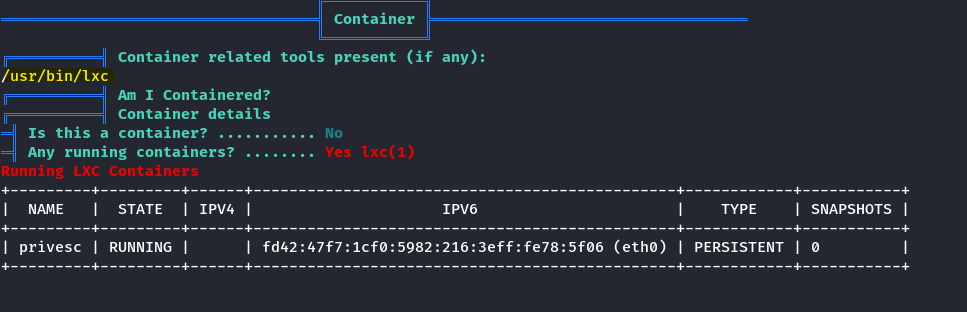 Container
Container related tools present (if any):
/usr/bin/lxc
Am I Containered?
Container details
Is this a container? ........... No
Any running containers? ........ Yes lxc(1)
Running LXC Containers
+---------+---------+------+-----------------------------------------------+------------+-----------+
|  NAME   |  STATE  | IPV4 |                     IPV6                      |    TYPE    | SNAPSHOTS |
+---------+---------+------+-----------------------------------------------+------------+-----------+
| privesc | RUNNING |      | fd42:47f7:1cf0:5982:216:3eff:fe78:5f06 (eth0) | PERSISTENT | 0         |
+---------+---------+------+-----------------------------------------------+------------+-----------+